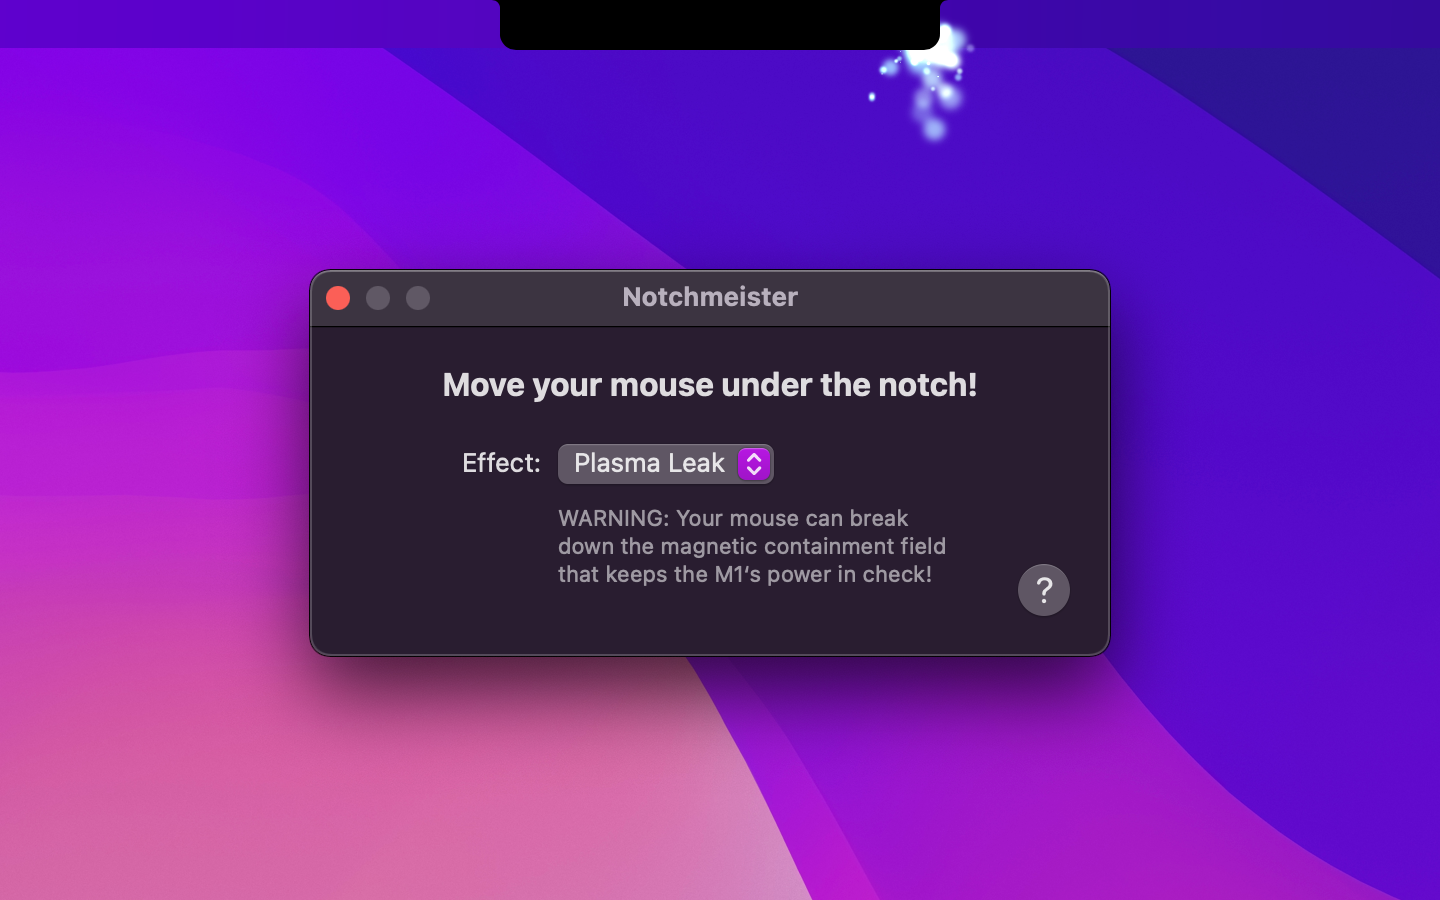 Notchmeister
Move your mouse under the notch!
Effect: Plasma Leak
WARNING: Your mouse can break
down the magnetic containment field
that keeps the M1‘s power in check!
?